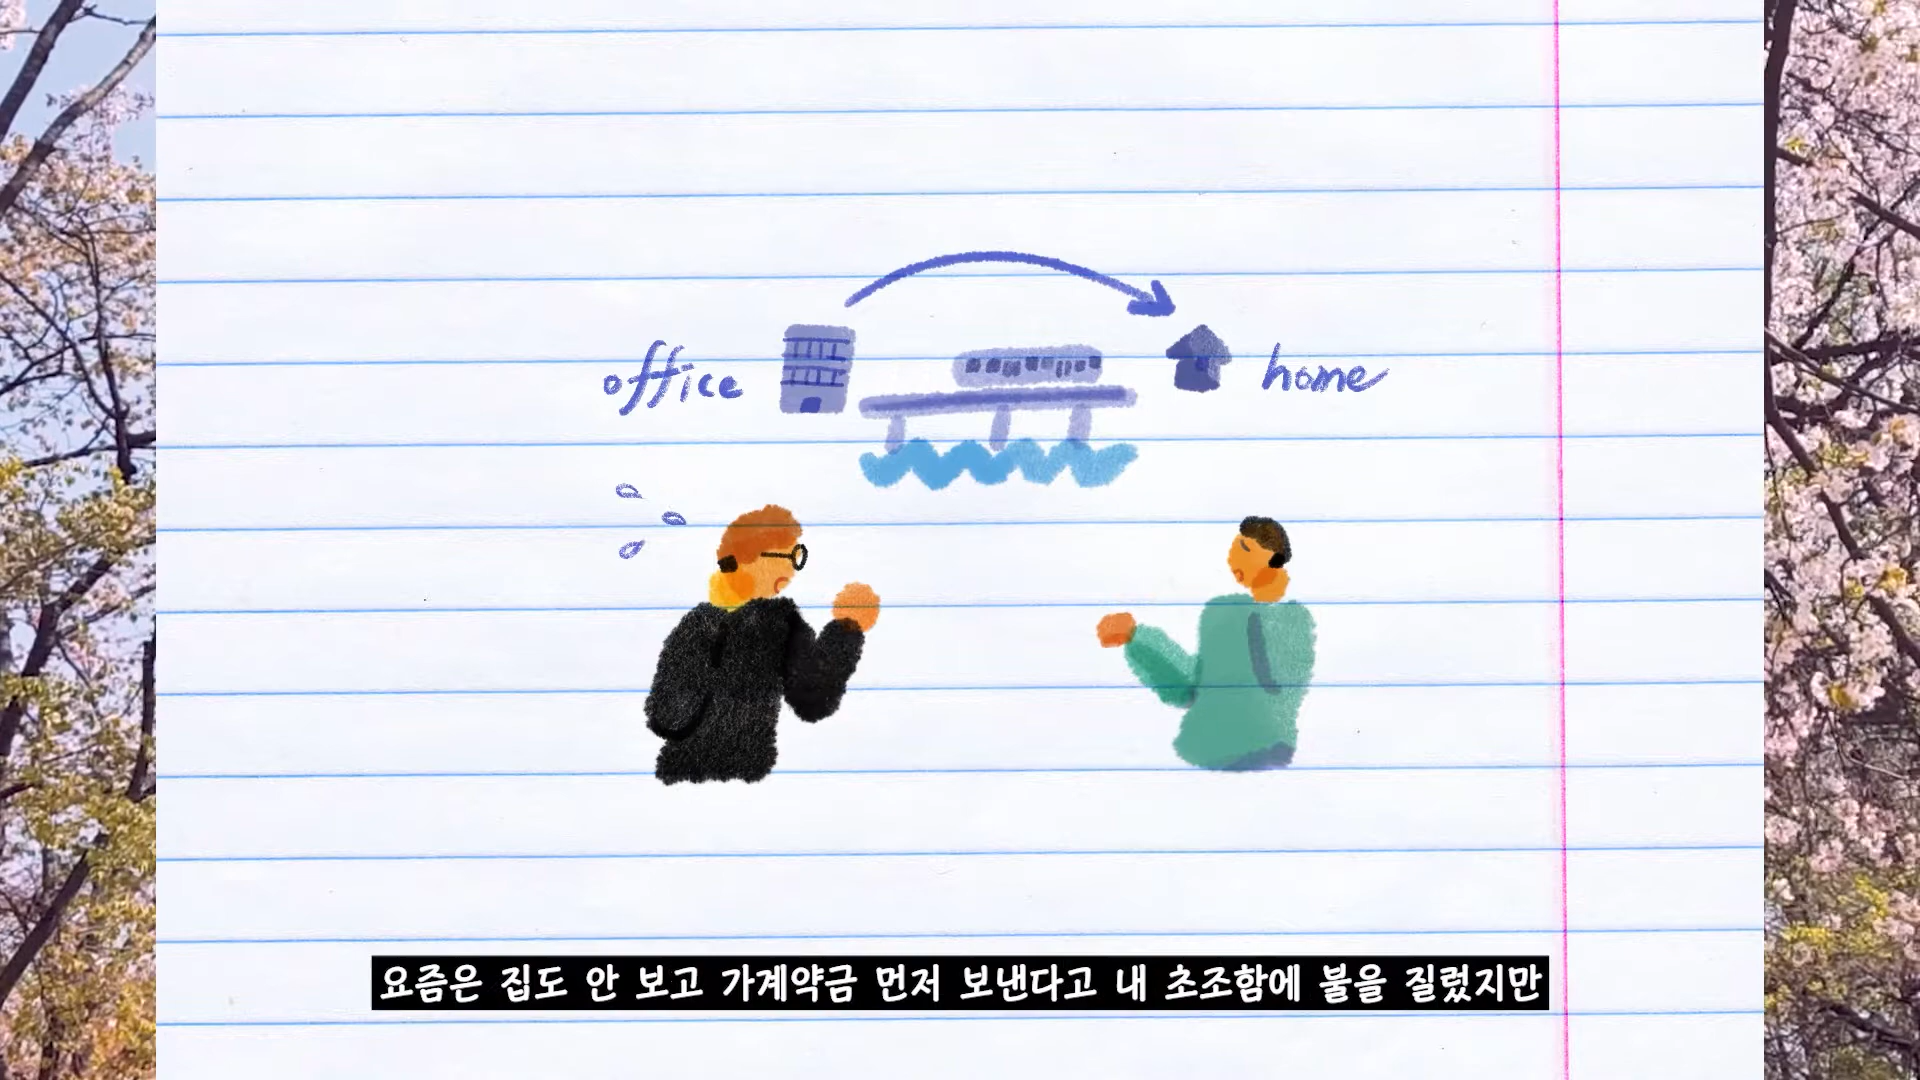 office
home
요즘은 집도 안 보고 가계약금 먼저 보낸다고 내 초조함에 불을 질렀지만